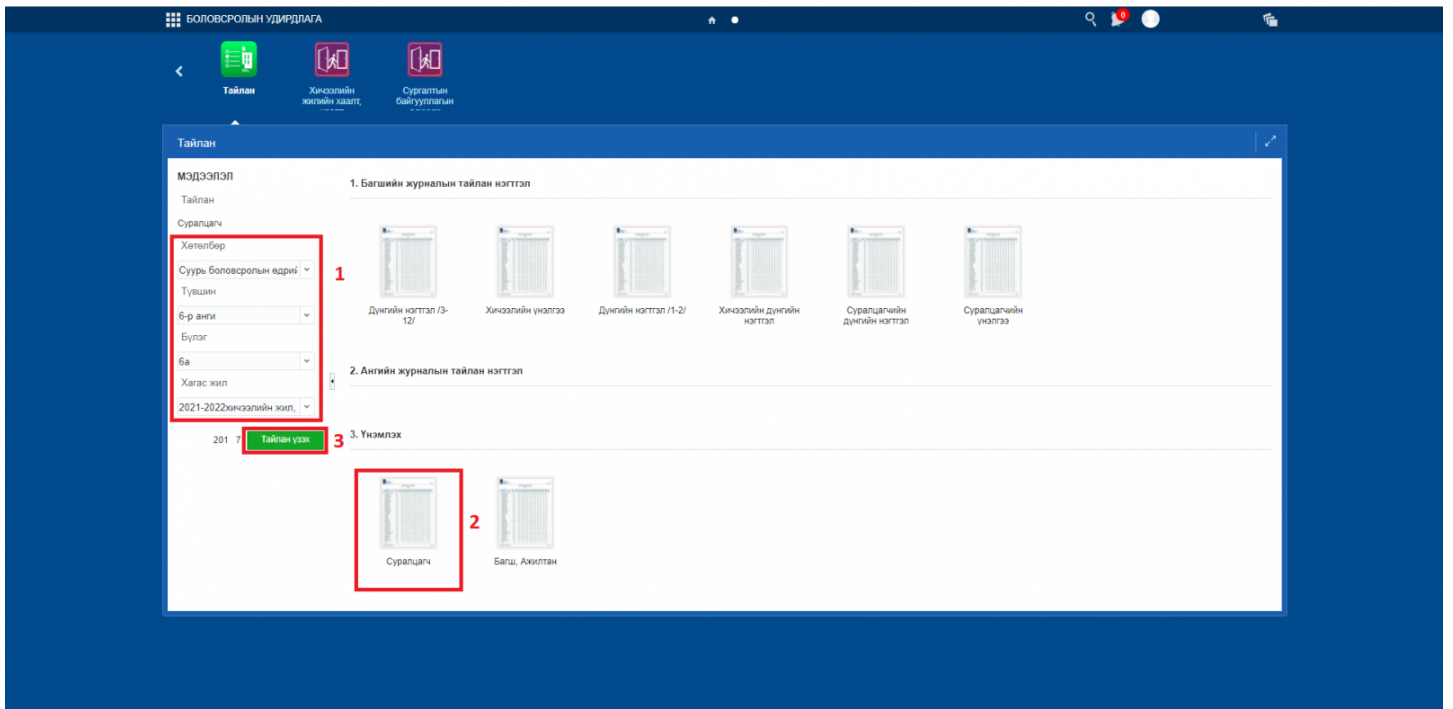 БОЛОВСРОЛЫН УДИРДЛАГА
0
Тайлан
Хичээлийн
жилийн хаалт,
Сургалтын
байгууллагын
Тайлан
МЭДЭЭЛЭЛ
Тайлан
Суралцагч
Хөтөлбөр
Суурь боловсролын өдрий
Түвшин
6-р анги
Бүлэг
6а
Хагас жил
2021-2022хичээлийн жил,
1
201 7
Тайлан үзэх
3
1. Багшийн журналын тайлан нэгтгэл
Дүнгийн нэгтгэл /3-
12/
Хичээлийн үнэлгээ
Дүнгийн нэгтгэл /1-2/
Хичээлийн дүнгийн
нэгтгэл
Суралцагчийн
дүнгийн нэгтгэл
Суралцагчийн
үнэлгээ
2. Ангийн журналын тайлан нэгтгэл
3. Үнэмлэх
Суралцагч
2
Багш, Ажилтан